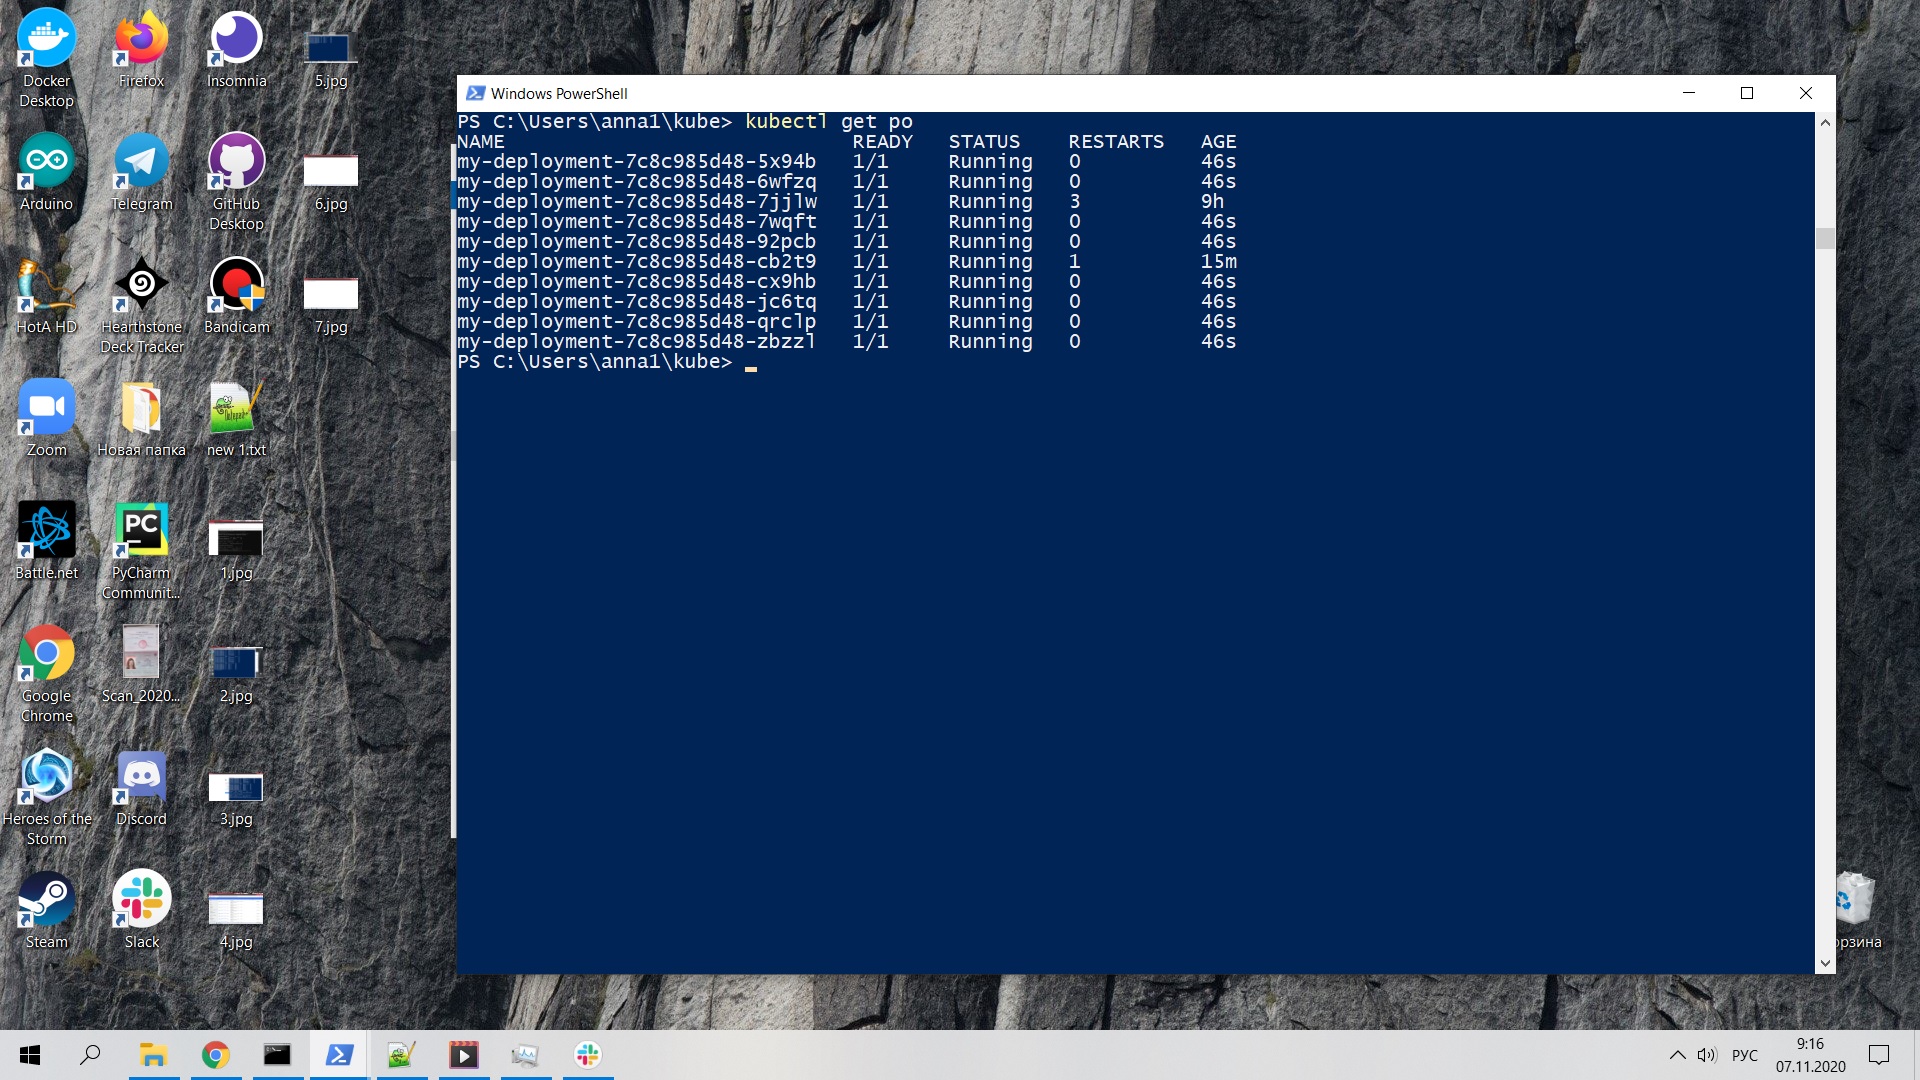 Docker Desktop
Firefox
Insomnia
5.jpg
Arduino
Telegram
GitHub Desktop
6.jpg
HotA HD
Hearthstone Deck Tracker
Bandicam
7.jpg
Zoom
Новая папка
new 1.txt
Battle.net
PC
PyCharm Communit...
1.jpg
Google Chrome
Scan_2020...
2.jpg
Heroes of the Storm
Discord
3.jpg
Steam
Slack
4.jpg
Windows PowerShell
PS C:\Users\anna1\kube> kubectl get po
NAME READY STATUS RESTARTS AGE
my-deployment-7c8c985d48-5x94b 1/1 Running 0 46s
my-deployment-7c8c985d48-6wfzq 1/1 Running 0 46s
my-deployment-7c8c985d48-7jjlw 1/1 Running 3 9h
my-deployment-7c8c985d48-7wqft 1/1 Running 0 46s
my-deployment-7c8c985d48-92pcb 1/1 Running 0 46s
my-deployment-7c8c985d48-cb2t9 1/1 Running 1 15m
my-deployment-7c8c985d48-cx9hb 1/1 Running 0 46s
my-deployment-7c8c985d48-jc6tq 1/1 Running 0 46s
my-deployment-7c8c985d48-qrclp 1/1 Running 0 46s
my-deployment-7c8c985d48-zbzzl 1/1 Running 0 46s
PS C:\Users\anna1\kube>
орзина
РУС
9:16
07.11.2020